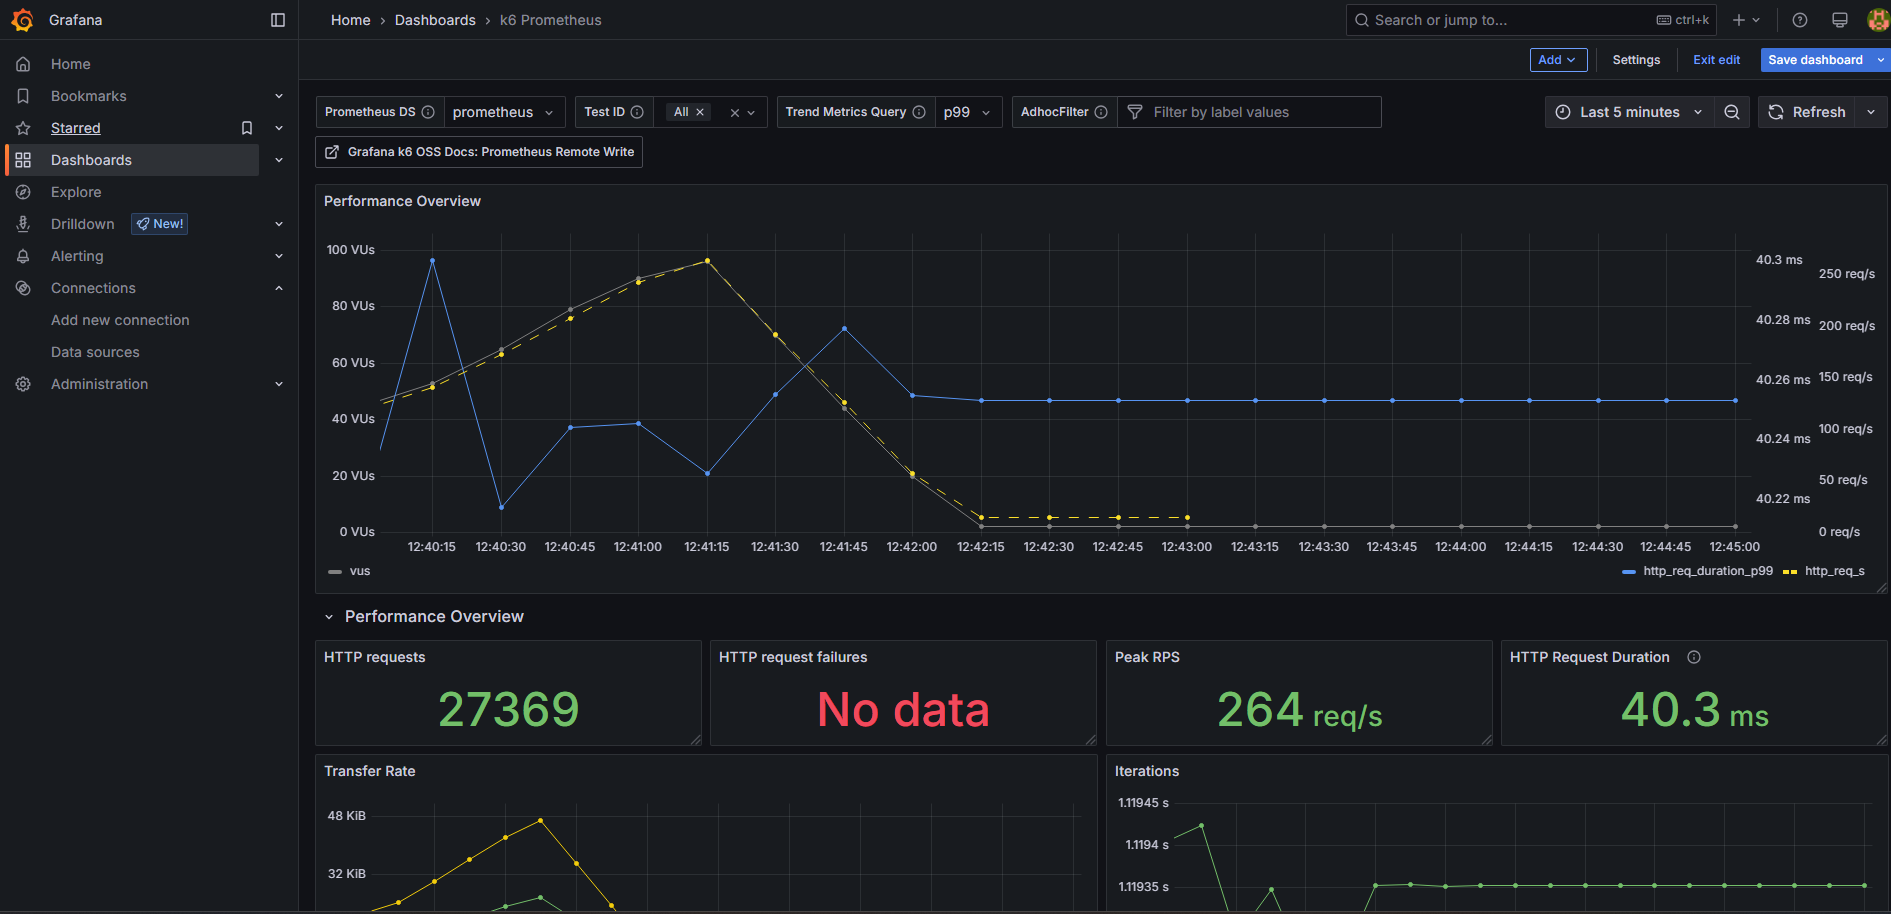 Grafana
Home › Dashboards › k6 Prometheus
Search or jump to...
ctrl+k
Home
Bookmarks
Starred
Dashboards
Explore
Drilldown
New!
Alerting
Connections
Add new connection
Data sources
Administration
Add
Settings
Exit edit
Save dashboard
Prometheus DS
prometheus
Test ID
All
Trend Metrics Query
p99
AdhocFilter
Filter by label values
Last 5 minutes
Refresh
Grafana k6 OSS Docs: Prometheus Remote Write
Performance Overview
100 VUs
80 VUs
60 VUs
40 VUs
20 VUs
0 VUs
40.3 ms
40.28 ms
40.26 ms
40.24 ms
40.22 ms
250 req/s
200 req/s
150 req/s
100 req/s
50 req/s
0 req/s
12:40:15 12:40:30 12:40:45 12:41:00 12:41:15 12:41:30 12:41:45 12:42:00 12:42:15 12:42:30 12:42:45 12:43:00 12:43:15 12:43:30 12:43:45 12:44:00 12:44:15 12:44:30 12:44:45 12:45:00
vus
http_req_duration_p99
http_req_s
Performance Overview
HTTP requests
27369
HTTP request failures
No data
Peak RPS
264 req/s
HTTP Request Duration
40.3 ms
Transfer Rate
48 KiB
32 KiB
Iterations
1.11945 s
1.1194 s
1.11935 s